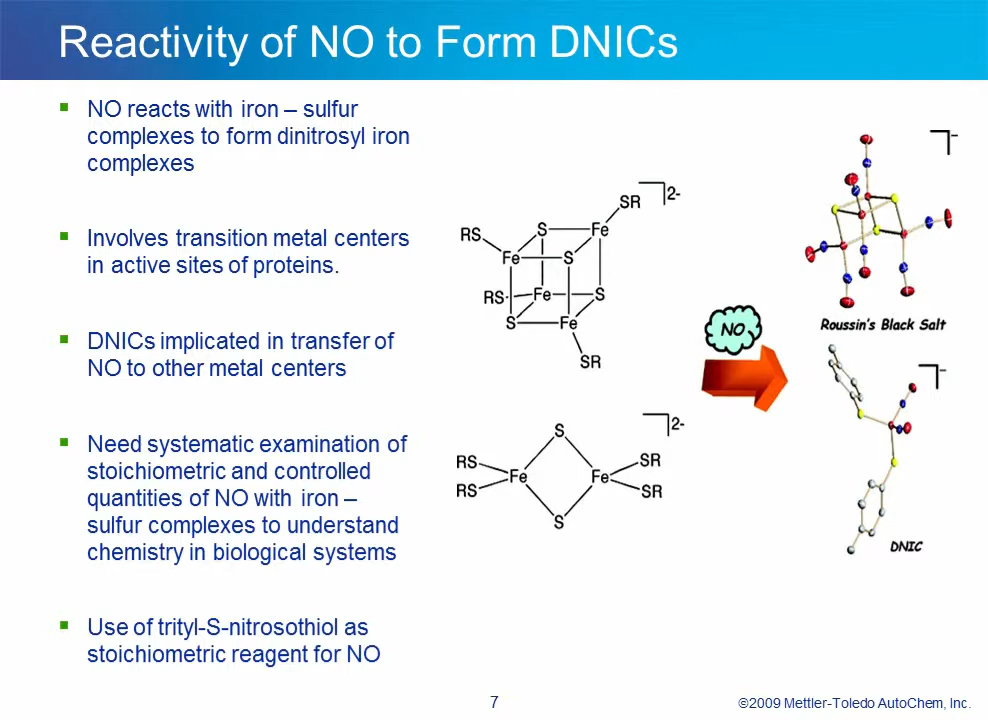 Reactivity of NO to Form DNICs
NO reacts with iron – sulfur
complexes to form dinitrosyl iron
complexes
Involves transition metal centers
in active sites of proteins.
DNICs implicated in transfer of
NO to other metal centers
Need systematic examination of
stoichiometric and controlled
quantities of NO with iron –
sulfur complexes to understand
chemistry in biological systems
Use of trityl-S-nitrosothiol as
stoichiometric reagent for NO
2-
SR
RS
S
Fe
Fe
S
RS
Fe
S
S
Fe
SR
2-
S
RS
SR
Fe
Fe
RS
SR
S
NO
-
Roussin's Black Salt
-
DNIC
7
©2009 Mettler-Toledo AutoChem, Inc.